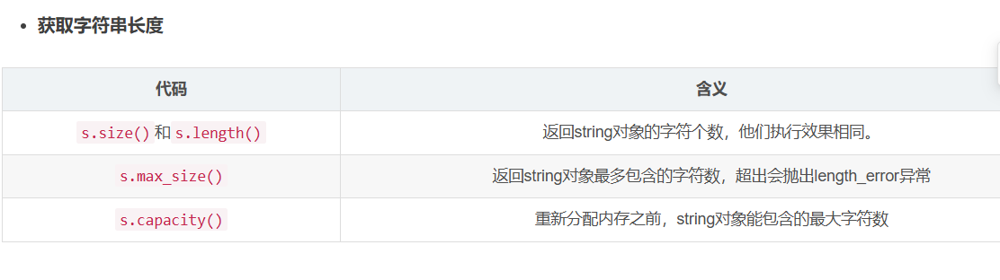 获取字符串长度
代码 含义
s.size()和s.length() 返回string对象的字符个数，他们执行效果相同。
s.max_size() 返回string对象最多包含的字符数，超出会抛出length_error异常
s.capacity() 重新分配内存之前，string对象能包含的最大字符数